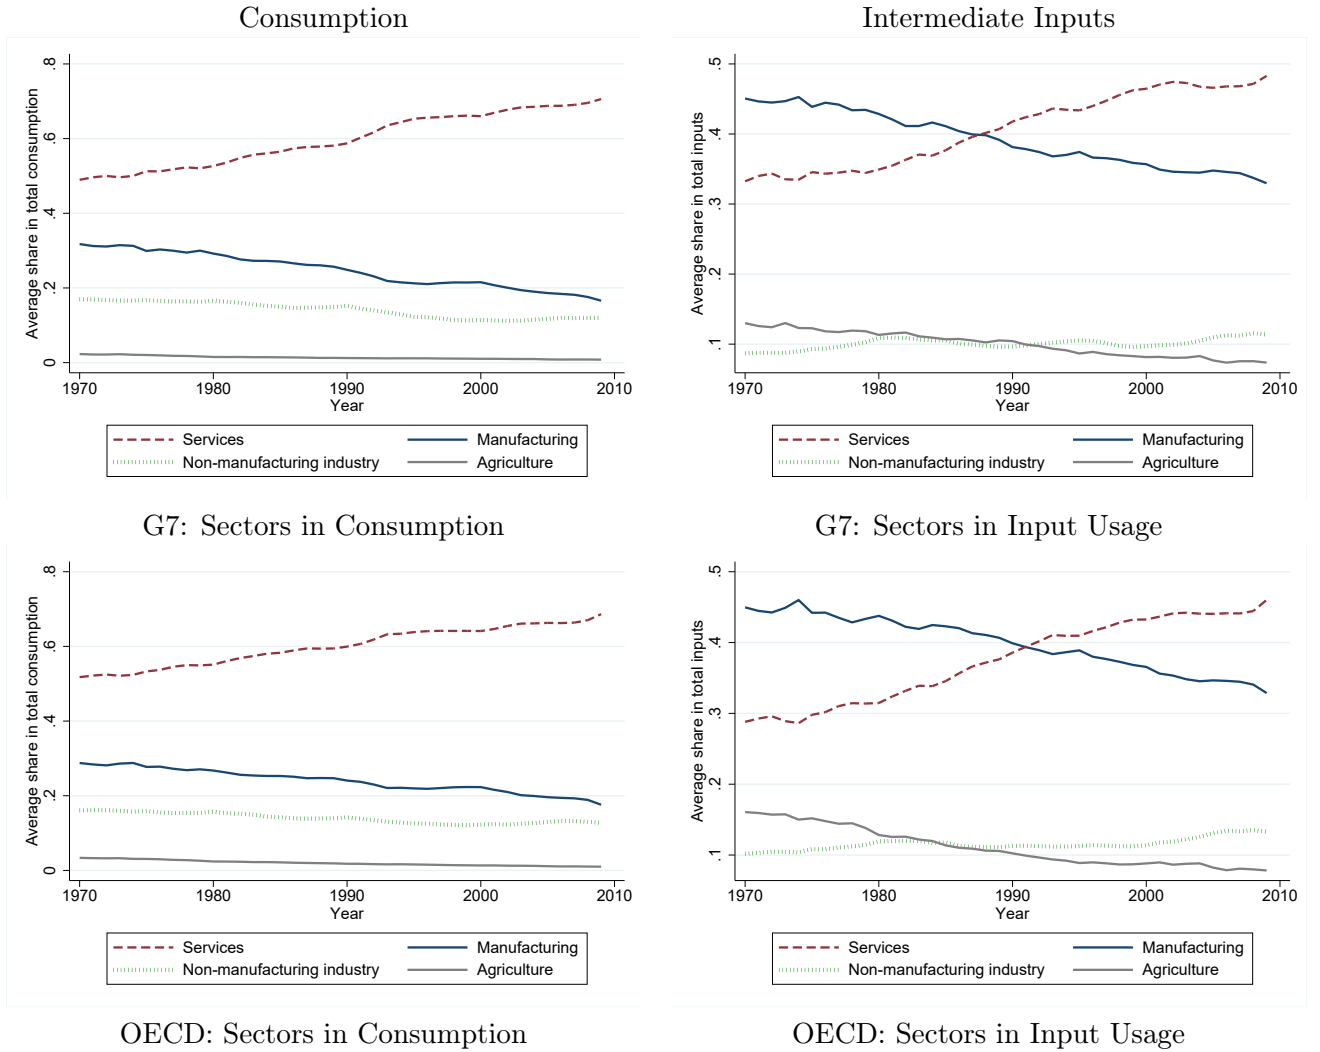 Consumption
Intermediate Inputs
Average share in total consumption
0 .2 .4 .6 .8
1970 1980 1990 2000 2010
Year
Services Manufacturing
Non-manufacturing industry Agriculture
Average share in total inputs
.1 .2 .3 .4 .5
1970 1980 1990 2000 2010
Year
Services Manufacturing
Non-manufacturing industry Agriculture
G7: Sectors in Consumption
G7: Sectors in Input Usage
Average share in total consumption
0 .2 .4 .6 .8
1970 1980 1990 2000 2010
Year
Services Manufacturing
Non-manufacturing industry Agriculture
Average share in total inputs
.1 .2 .3 .4 .5
1970 1980 1990 2000 2010
Year
Services Manufacturing
Non-manufacturing industry Agriculture
OECD: Sectors in Consumption
OECD: Sectors in Input Usage